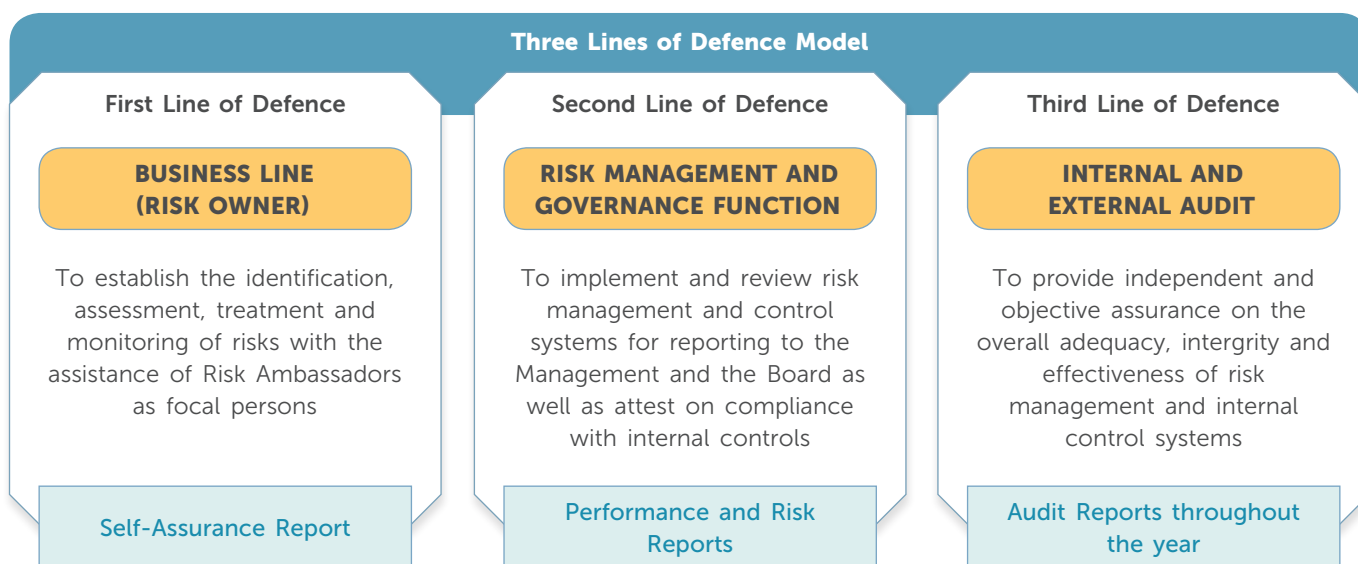 Three Lines of Defence Model
First Line of Defence
BUSINESS LINE
(RISK OWNER)
To establish the identification,
assessment, treatment and
monitoring of risks with the
assistance of Risk Ambassadors
as focal persons
Self-Assurance Report
Second Line of Defence
RISK MANAGEMENT AND
GOVERNANCE FUNCTION
To implement and review risk
management and control
systems for reporting to the
Management and the Board as
well as attest on compliance
with internal controls
Performance and Risk
Reports
Third Line of Defence
INTERNAL AND
EXTERNAL AUDIT
To provide independent and
objective assurance on the
overall adequacy, intergrity and
effectiveness of risk
management and internal
control systems
Audit Reports throughout
the year